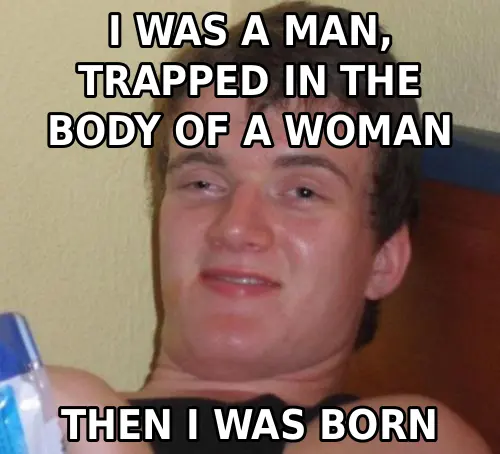 I WAS A MAN,
TRAPPED IN THE
BODY OF A WOMAN
THEN I WAS BORN